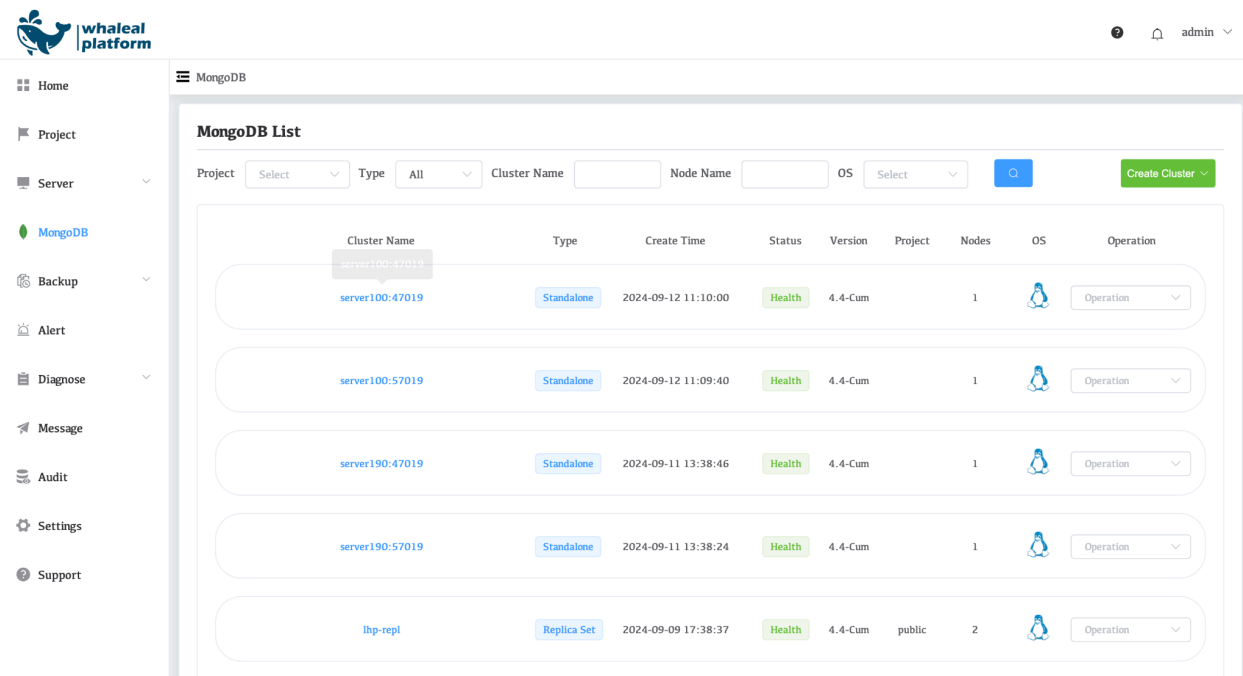 whaleal
platform
admin
Home
Project
Server
MongoDB
Backup
Alert
Diagnose
Message
Audit
Settings
Support
MongoDB
MongoDB List
Project Select Type All Cluster Name Node Name OS Select Create Cluster
Cluster Name Type Create Time Status Version Project Nodes OS Operation
server100:47019
server100:47019 Standalone 2024-09-12 11:10:00 Health 4.4-Cum 1 Operation
server100:57019 Standalone 2024-09-12 11:09:40 Health 4.4-Cum 1 Operation
server190:47019 Standalone 2024-09-11 13:38:46 Health 4.4-Cum 1 Operation
server190:57019 Standalone 2024-09-11 13:38:24 Health 4.4-Cum 1 Operation
lhp-repl Replica Set 2024-09-09 17:38:37 Health 4.4-Cum public 2 Operation